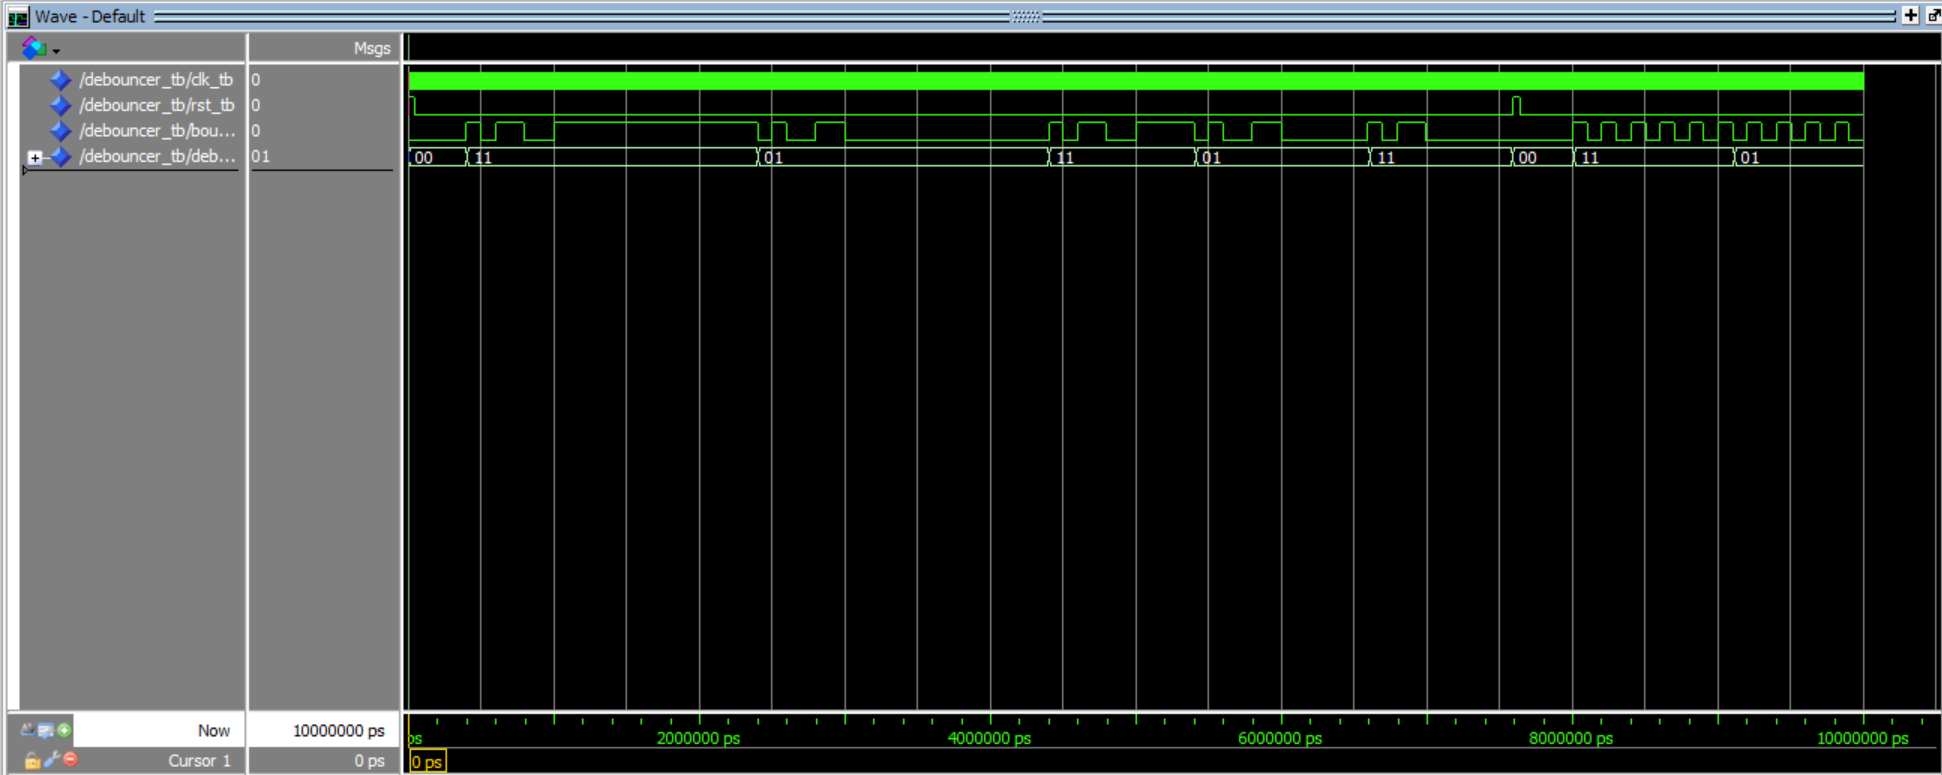 Wave - Default
Msgs
/debouncer_tb/clk_tb 0
/debouncer_tb/rst_tb 0
/debouncer_tb/bou... 0
/debouncer_tb/deb... 01
00 11 01 11 01 11 00 11 01
Now 10000000 ps
ps 2000000 ps 4000000 ps 6000000 ps 8000000 ps 10000000 ps
Cursor 1 0 ps
0 ps